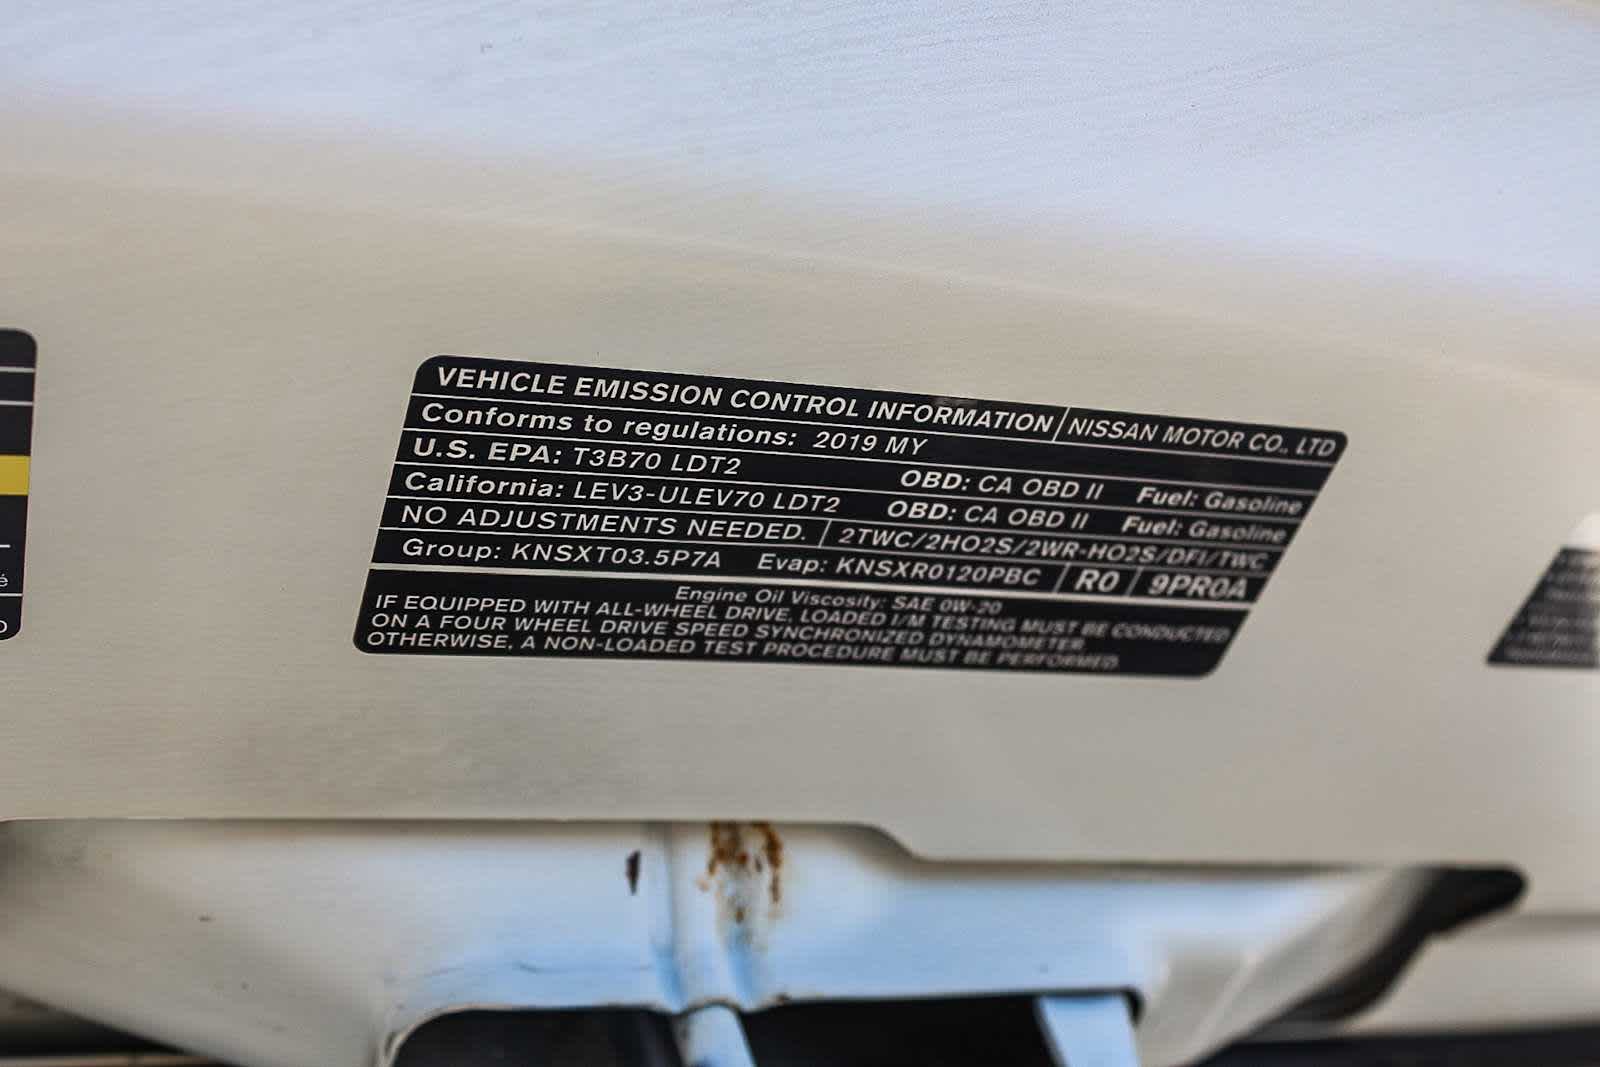 VEHICLE EMISSION CONTROL INFORMATION NISSAN MOTOR CO., LTD
Conforms to regulations: 2019 MY
U.S. EPA: T3B70 LDT2 OBD: CA OBD II Fuel: Gasoline
California: LEV3-ULEV70 LDT2 OBD: CA OBD II Fuel: Gasoline
NO ADJUSTMENTS NEEDED. 2TWC/2HO2S/2WR-HO2S/DFI/TWC
Group: KNSXT03.5P7A Evap: KNSXR0120PBC R0 9PR0A
Engine Oil Viscosity: SAE 0W-20
IF EQUIPPED WITH ALL-WHEEL DRIVE, LOADED I/M TESTING MUST BE CONDUCTED
ON A FOUR WHEEL DRIVE SPEED SYNCHRONIZED DYNAMOMETER.
OTHERWISE, A NON-LOADED TEST PROCEDURE MUST BE PERFORMED.